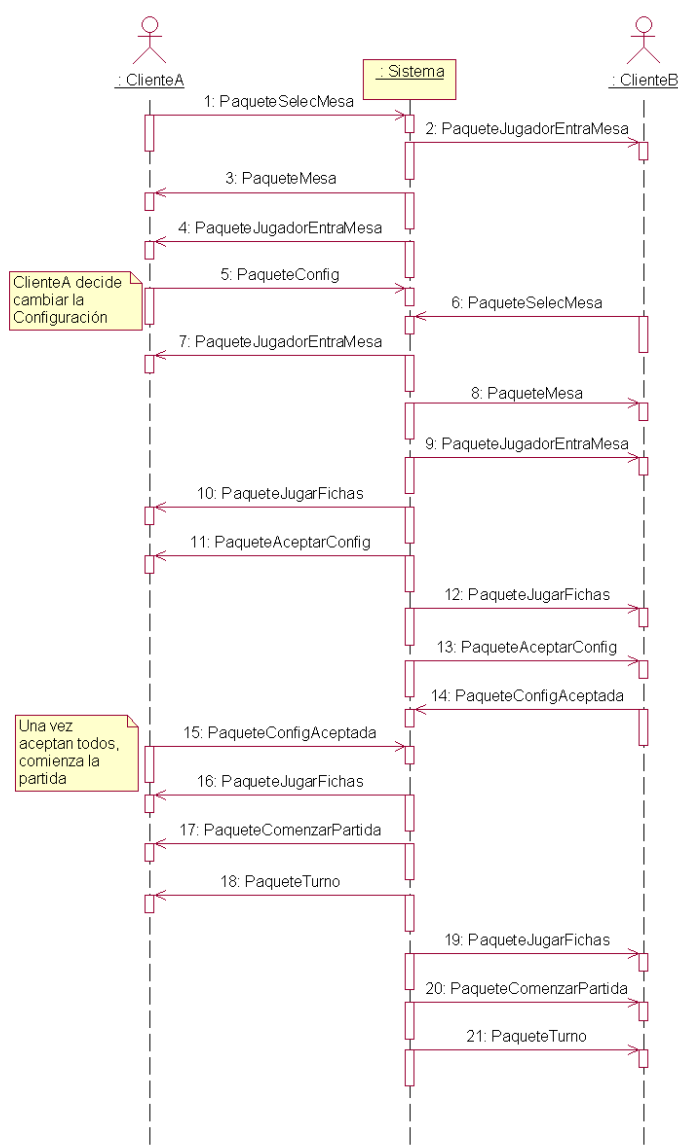 : ClienteA
: Sistema
: ClienteB
1: PaqueteSelecMesa
2: PaqueteJugadorEntraMesa
3: PaqueteMesa
4: PaqueteJugadorEntraMesa
ClienteA decide
cambiar la
Configuración
5: PaqueteConfig
6: PaqueteSelecMesa
7: PaqueteJugadorEntraMesa
8: PaqueteMesa
9: PaqueteJugadorEntraMesa
10: PaqueteJugarFichas
11: PaqueteAceptarConfig
12: PaqueteJugarFichas
13: PaqueteAceptarConfig
14: PaqueteConfigAceptada
Una vez
aceptan todos,
comienza la
partida
15: PaqueteConfigAceptada
16: PaqueteJugarFichas
17: PaqueteComenzarPartida
18: PaqueteTurno
19: PaqueteJugarFichas
20: PaqueteComenzarPartida
21: PaqueteTurno